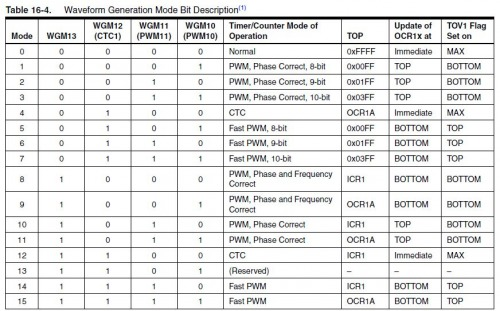 Table 16-4. Waveform Generation Mode Bit Description(1)
Mode WGM13 WGM12 (CTC1) WGM11 (PWM11) WGM10 (PWM10) Timer/Counter Mode of Operation TOP Update of OCR1X at TOV1 Flag Set on
0 0 0 0 0 Normal 0xFFFF Immediate MAX
1 0 0 0 1 PWM, Phase Correct, 8-bit 0x00FF TOP BOTTOM
2 0 0 1 0 PWM, Phase Correct, 9-bit 0x01FF TOP BOTTOM
3 0 0 1 1 PWM, Phase Correct, 10-bit 0x03FF TOP BOTTOM
4 0 1 0 0 CTC OCR1A Immediate MAX
5 0 1 0 1 Fast PWM, 8-bit 0x00FF BOTTOM TOP
6 0 1 1 0 Fast PWM, 9-bit 0x01FF BOTTOM TOP
7 0 1 1 1 Fast PWM, 10-bit 0x03FF BOTTOM TOP
8 1 0 0 0 PWM, Phase and Frequency Correct ICR1 BOTTOM BOTTOM
9 1 0 0 1 PWM, Phase and Frequency Correct OCR1A BOTTOM BOTTOM
10 1 0 1 0 PWM, Phase Correct ICR1 TOP BOTTOM
11 1 0 1 1 PWM, Phase Correct OCR1A TOP BOTTOM
12 1 1 0 0 CTC ICR1 Immediate MAX
13 1 1 0 1 (Reserved) – – –
14 1 1 1 0 Fast PWM ICR1 BOTTOM TOP
15 1 1 1 1 Fast PWM OCR1A BOTTOM TOP